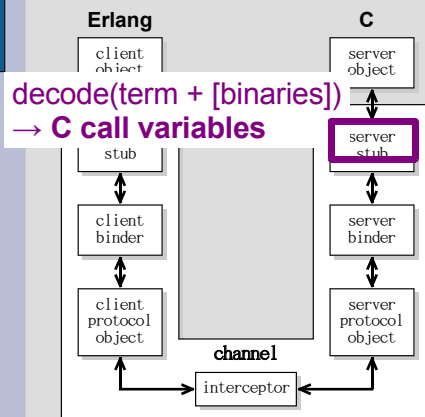 Erlang
C
client
object
server
object
decode(term + [binaries])
→ C call variables
stub
server
stub
client
binder
server
binder
client
protocol
object
server
protocol
object
channel
interceptor